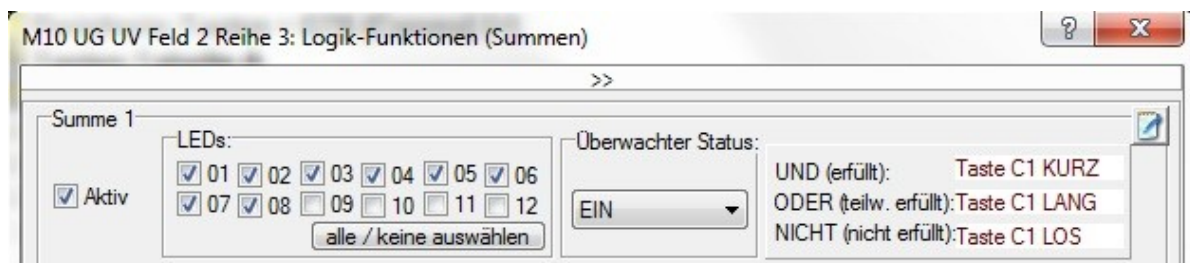 M10 UG UV Feld 2 Reihe 3: Logik-Funktionen (Summen)
>>
Summe 1
LEDs:
Überwachter Status:
01 02 03 04 05 06
UND (erfüllt): Taste C1 KURZ
Aktiv
07 08 09 10 11 12
EIN
ODER (teilw. erfüllt): Taste C1 LANG
alle / keine auswählen
NICHT (nicht erfüllt): Taste C1 LOS